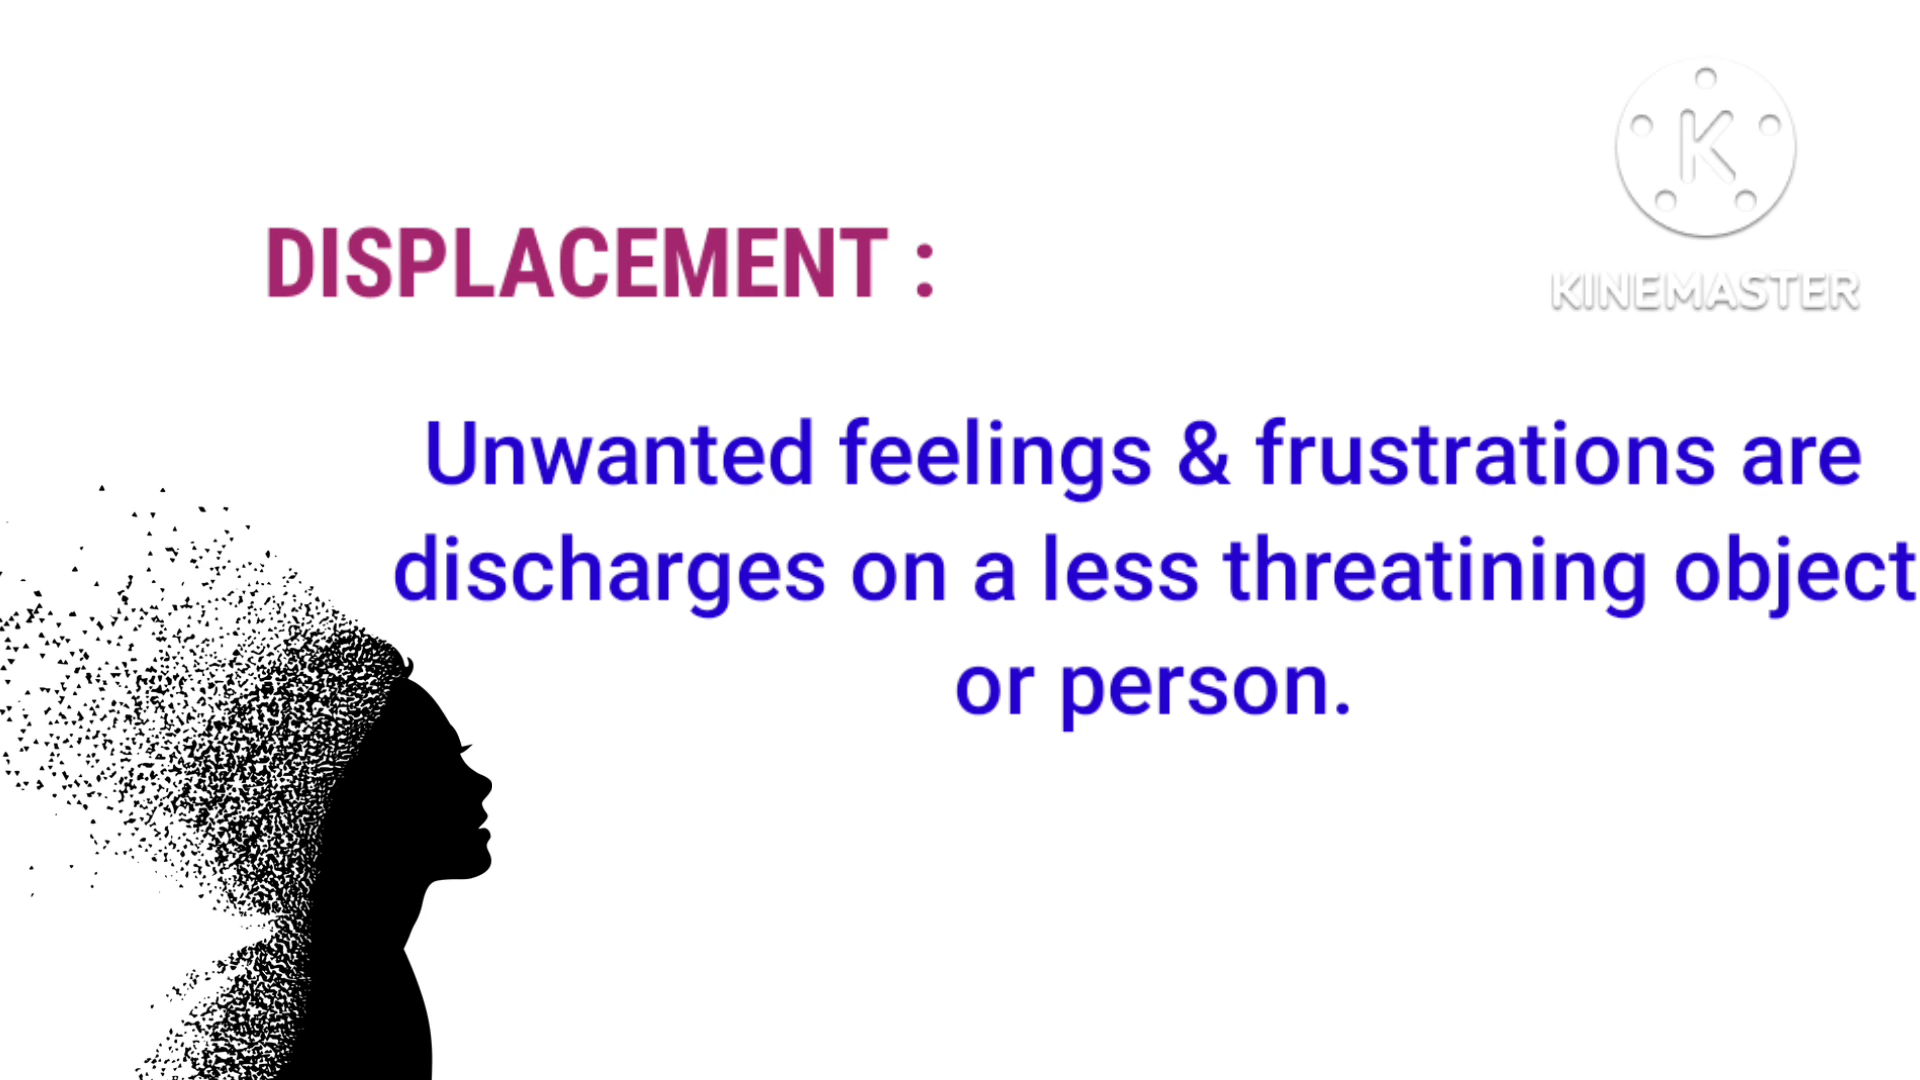 K
KINEMASTER
DISPLACEMENT :
Unwanted feelings & frustrations are
discharges on a less threatining object
or person.